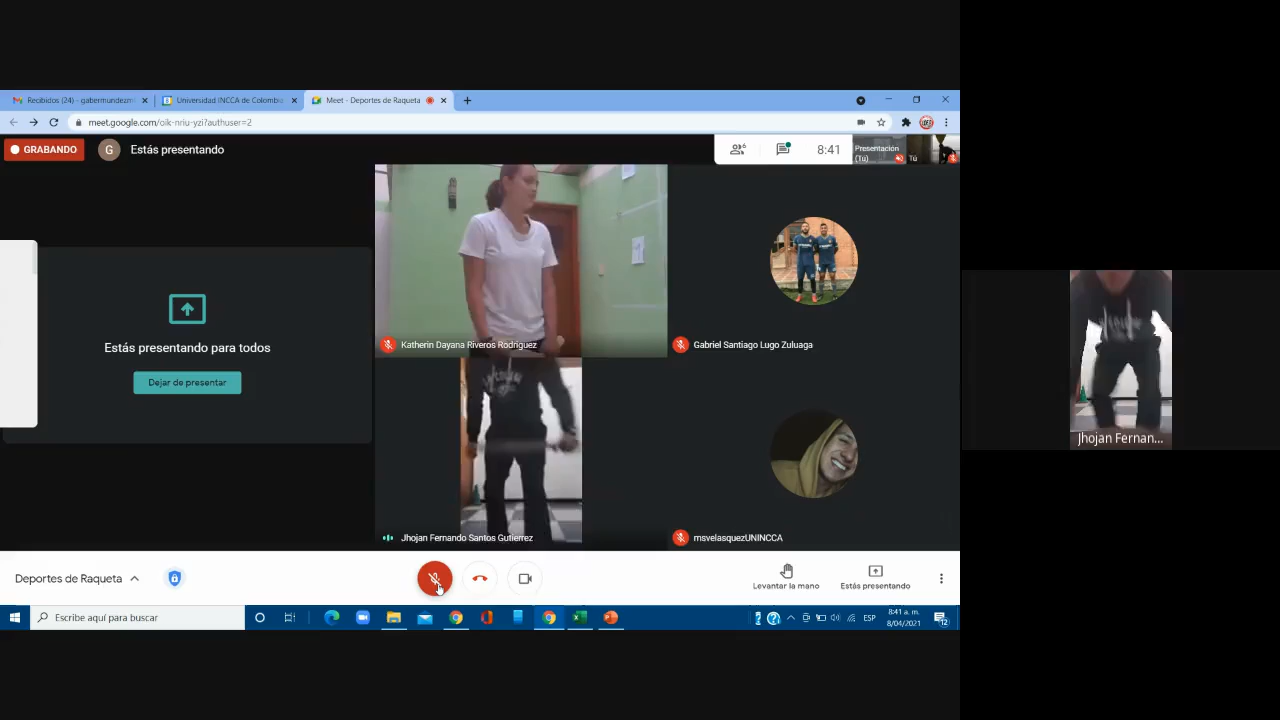 Recibidos (24) - gabermundezm
Universidad INCCA de Colombia
Meet - Deportes de Raqueta
meet.google.com/oik-nriu-yzi?authuser=2
GRABANDO
G
Estás presentando
6
8:41
Presentación
(Tú)
Tú
Estás presentando para todos
Dejar de presentar
Katherin Dayana Riveros Rodriguez
Gabriel Santiago Lugo Zuluaga
Jhojan Fernando Santos Gutierrez
msvelasquezUNINCCA
Jhojan Fernan...
Deportes de Raqueta
Levantar la mano
Estás presentando
Escribe aquí para buscar
ESP
8:41 a. m.
8/04/2021
12